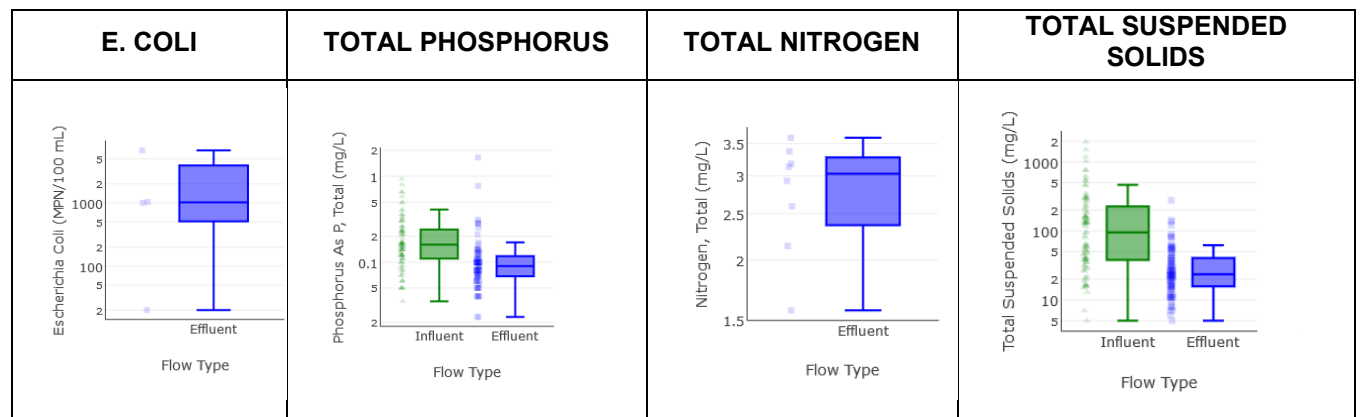 E. COLI
TOTAL PHOSPHORUS
TOTAL NITROGEN
TOTAL SUSPENDED
SOLIDS
Escherichia Coli (MPN/100 mL)
5
2
1000
5
2
100
5
2
Effluent
Flow Type
Phosphorus As P, Total (mg/L)
2
1
5
2
0.1
5
2
Influent
Effluent
Flow Type
Nitrogen, Total (mg/L)
3.5
3
2.5
2
1.5
Effluent
Flow Type
Total Suspended Solids (mg/L)
2
1000
5
2
100
5
2
10
5
Influent
Effluent
Flow Type